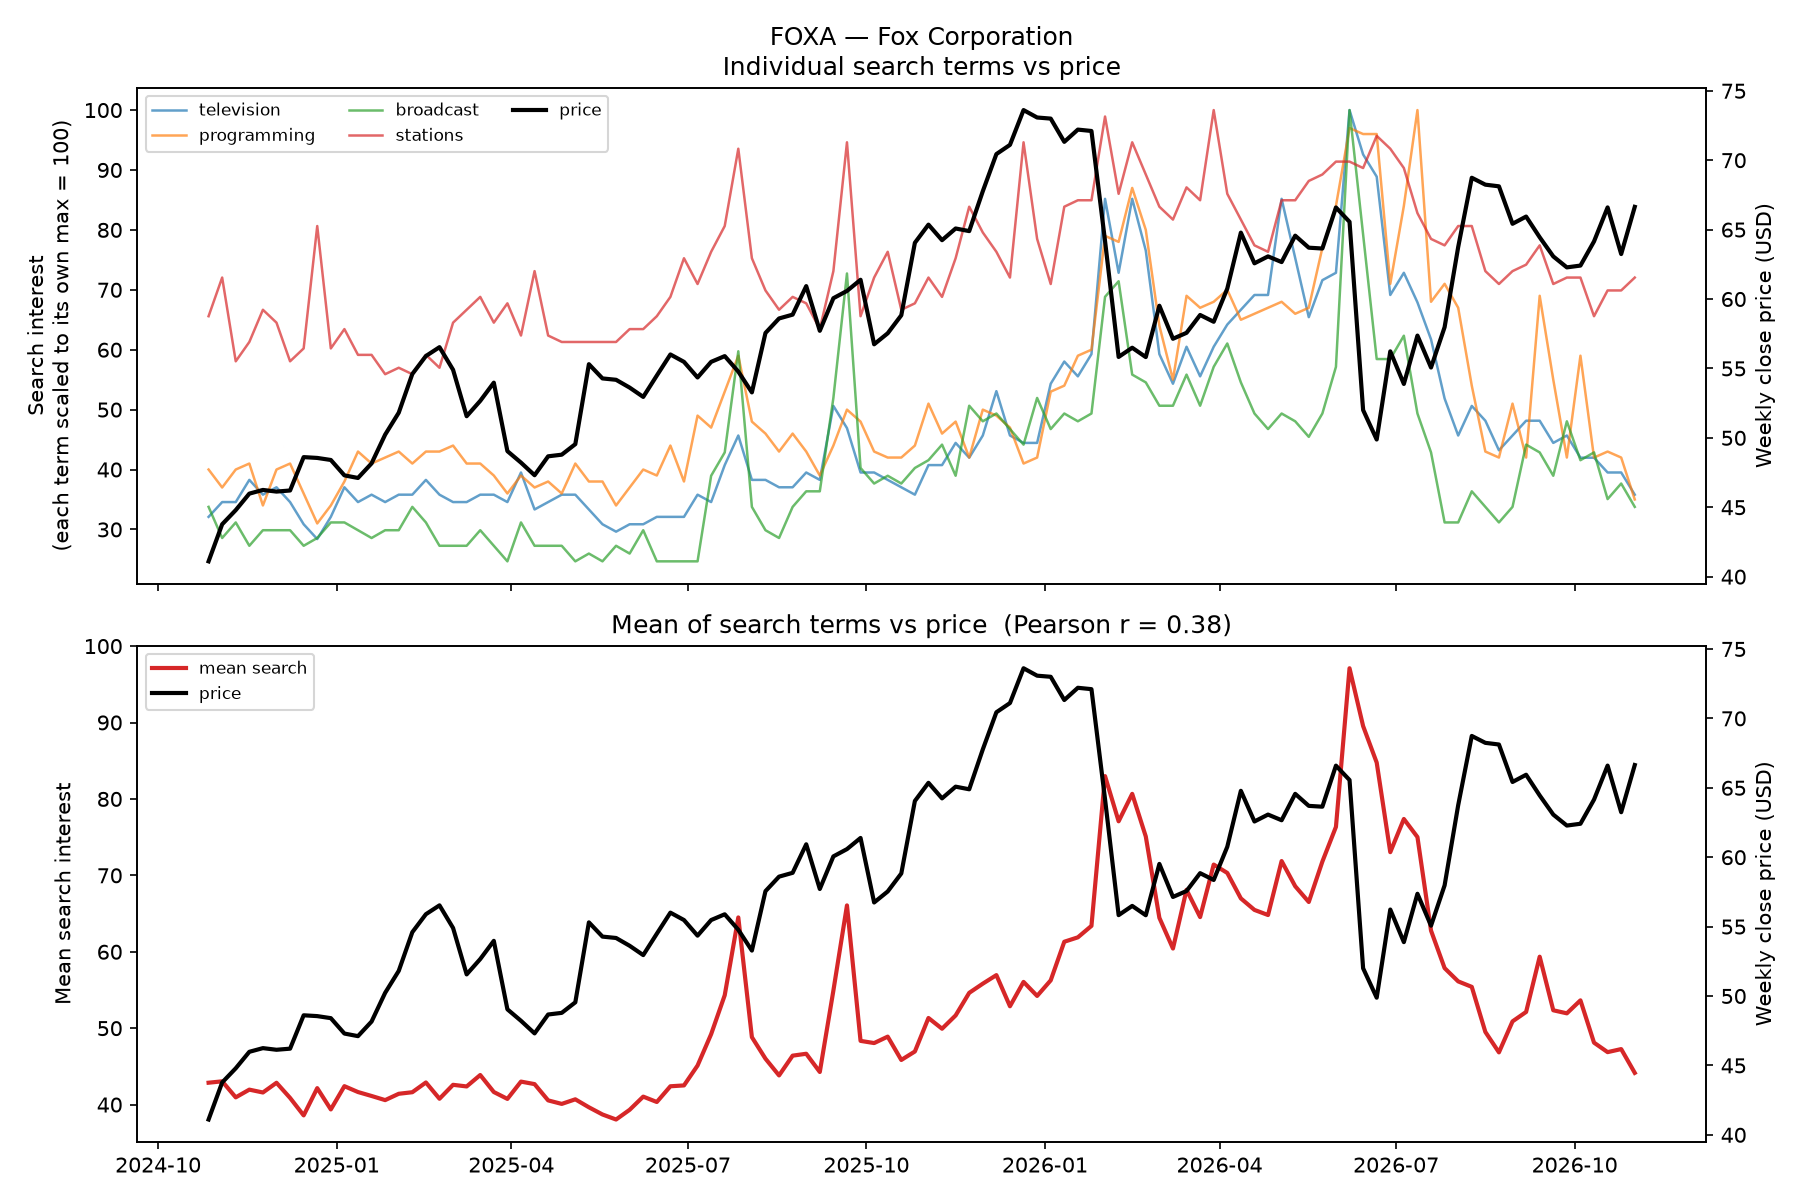 FOXA — Fox Corporation
Individual search terms vs price
television
programming
broadcast
stations
price
100
90
80
70
60
50
40
30
Search interest
(each term scaled to its own max = 100)
75
70
65
60
55
50
45
40
Weekly close price (USD)
Mean of search terms vs price (Pearson r = 0.38)
mean search
price
100
90
80
70
60
50
40
Mean search interest
75
70
65
60
55
50
45
40
Weekly close price (USD)
2024-10
2025-01
2025-04
2025-07
2025-10
2026-01
2026-04
2026-07
2026-10